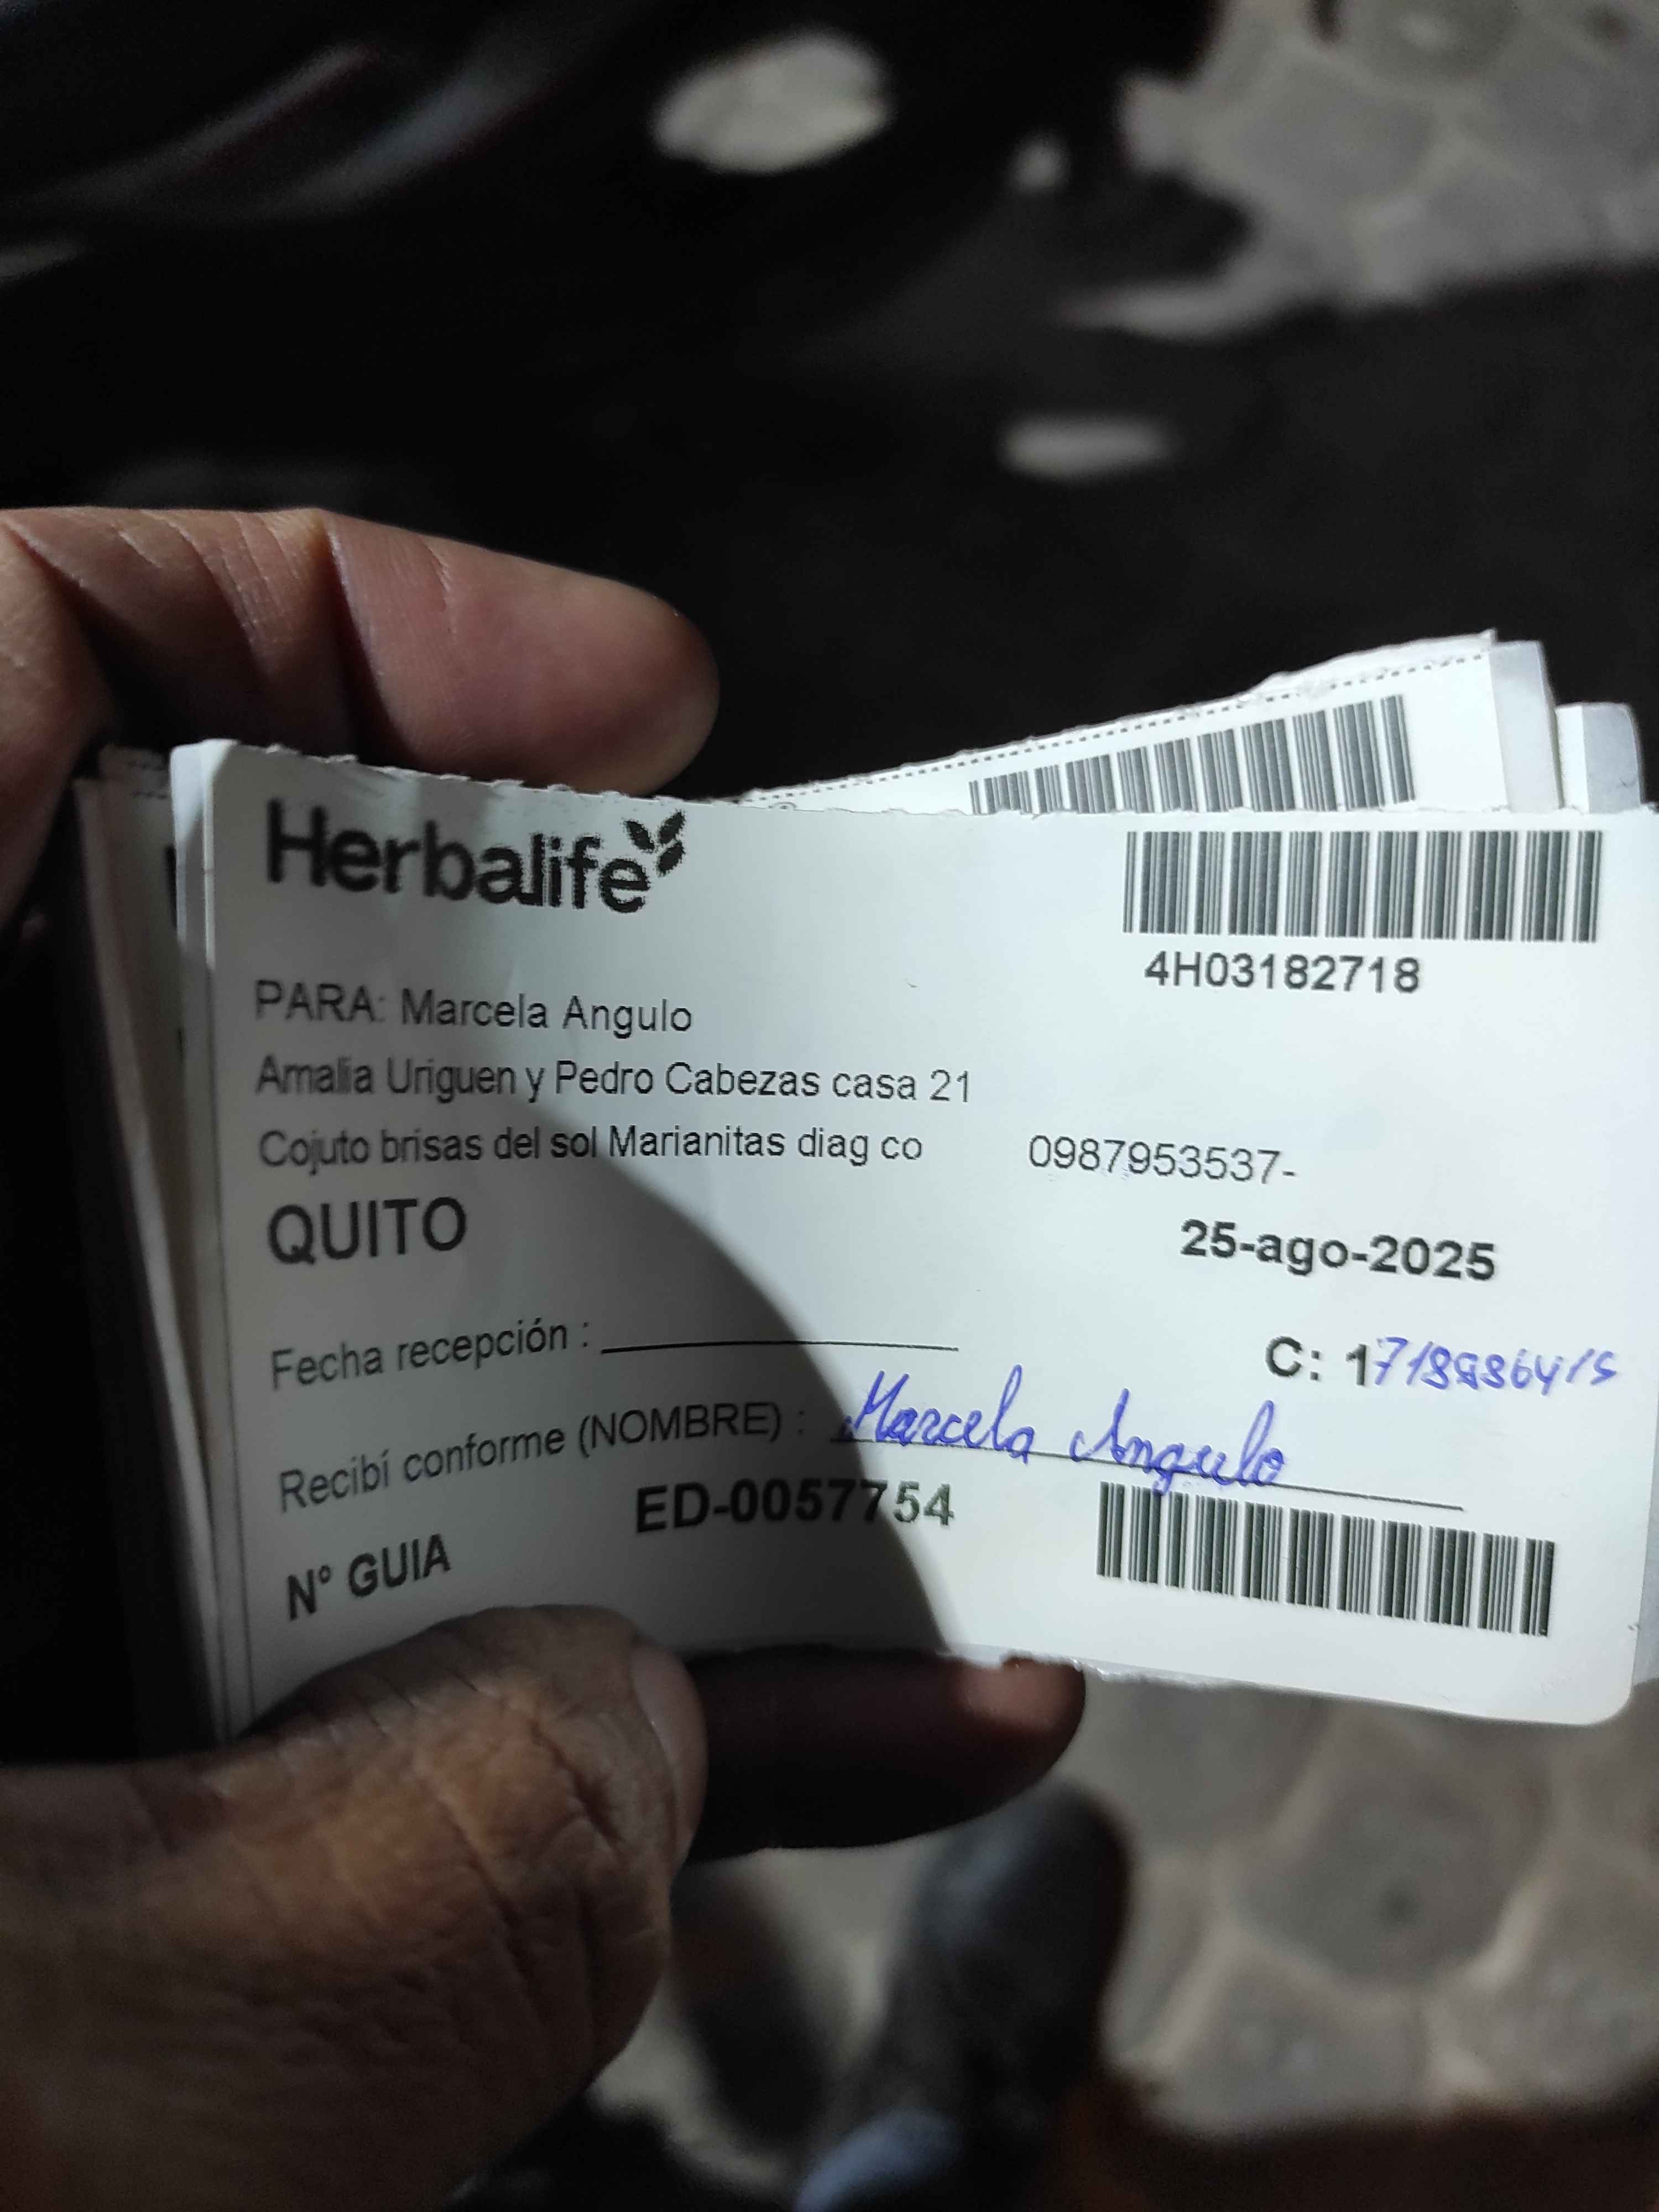 Herbalife
4H03182718
PARA: Marcela Angulo
Amalia Uriguen y Pedro Cabezas casa 21
Cojuto brisas del sol Marianitas diag co 0987953537-
QUITO
25-ago-2025
Fecha recepción :
C: 1
Recibí conforme (NOMBRE) : Marcela Angulo
N° GUIA ED-0057754